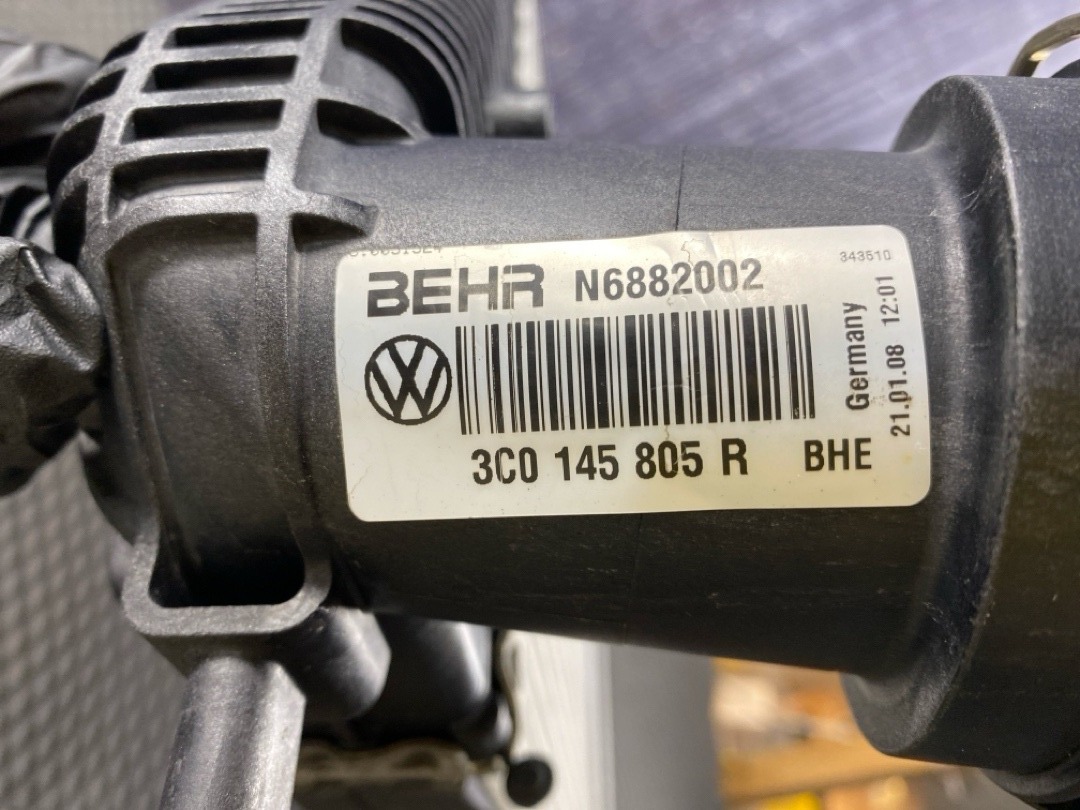 BEHR N6882002
343510
3C0 145 805 R BHE
Germany
21.01.08 12:01